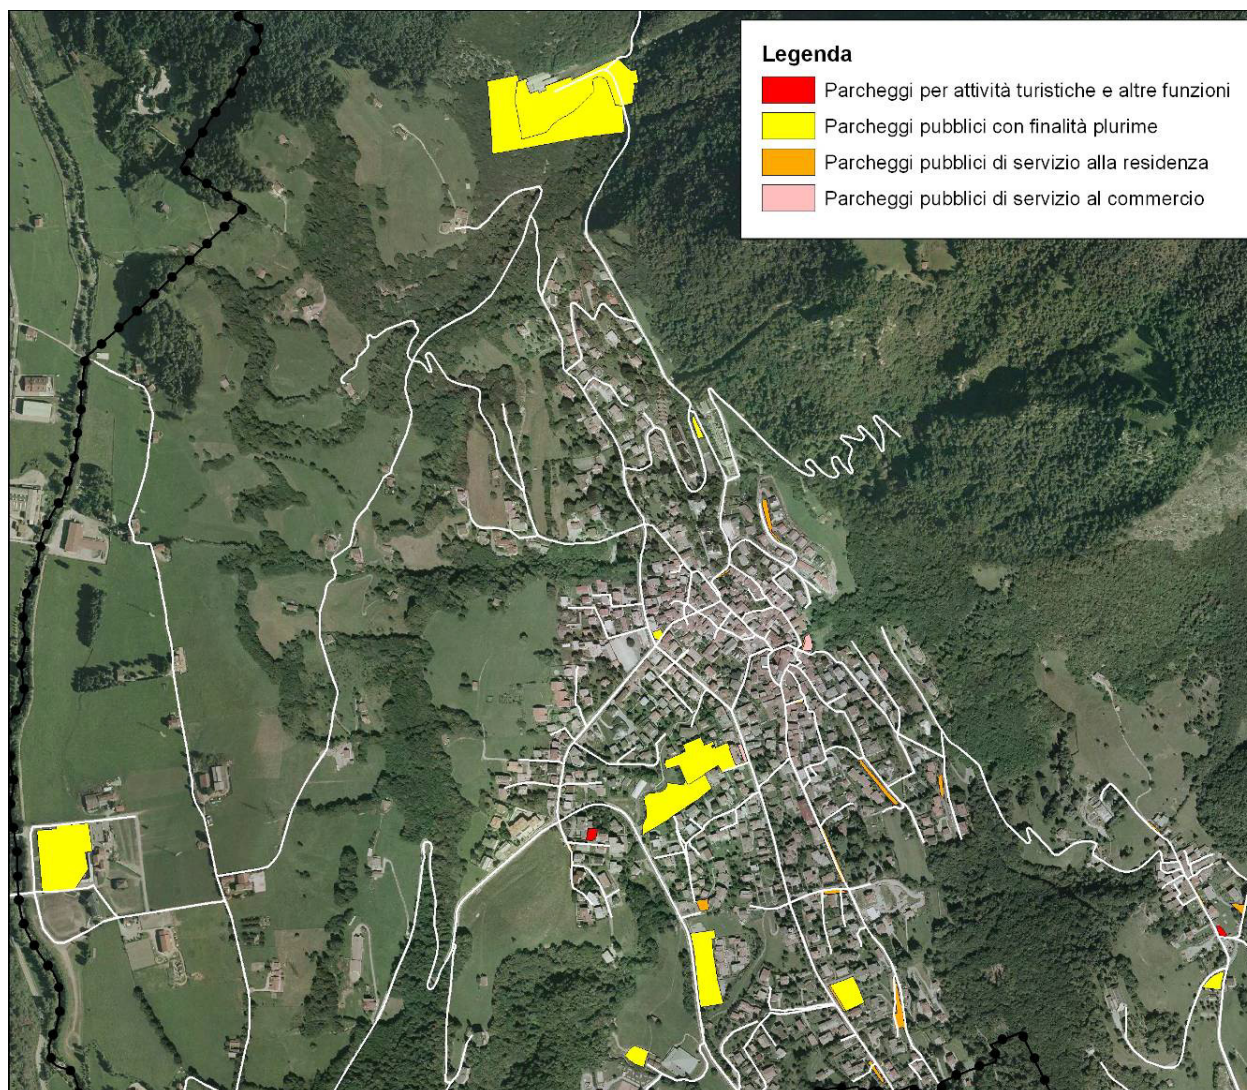 Legenda
Parcheggi per attività turistiche e altre funzioni
Parcheggi pubblici con finalità plurime
Parcheggi pubblici di servizio alla residenza
Parcheggi pubblici di servizio al commercio